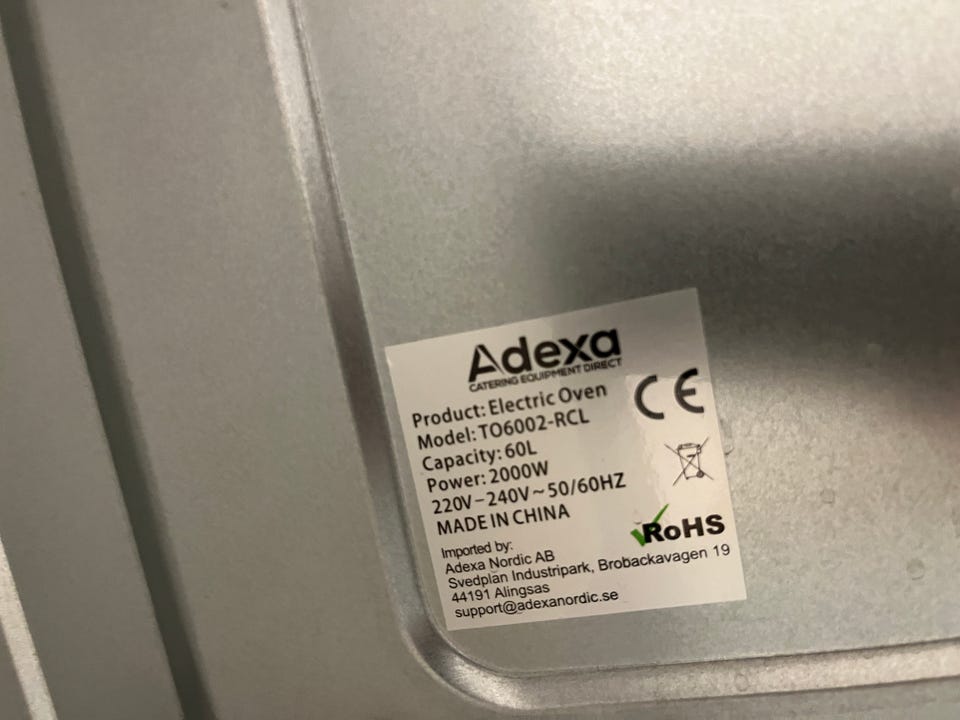 Adexa
CATERING EQUIPMENT DIRECT
Product: Electric Oven
Model: TO6002-RCL
Capacity: 60L
Power: 2000W
220V-240V~50/60HZ
MADE IN CHINA
CE
RoHS
Imported by:
Adexa Nordic AB
Svedplan Industripark, Brobackavagen 19
44191 Alingsas
support@adexanordic.se